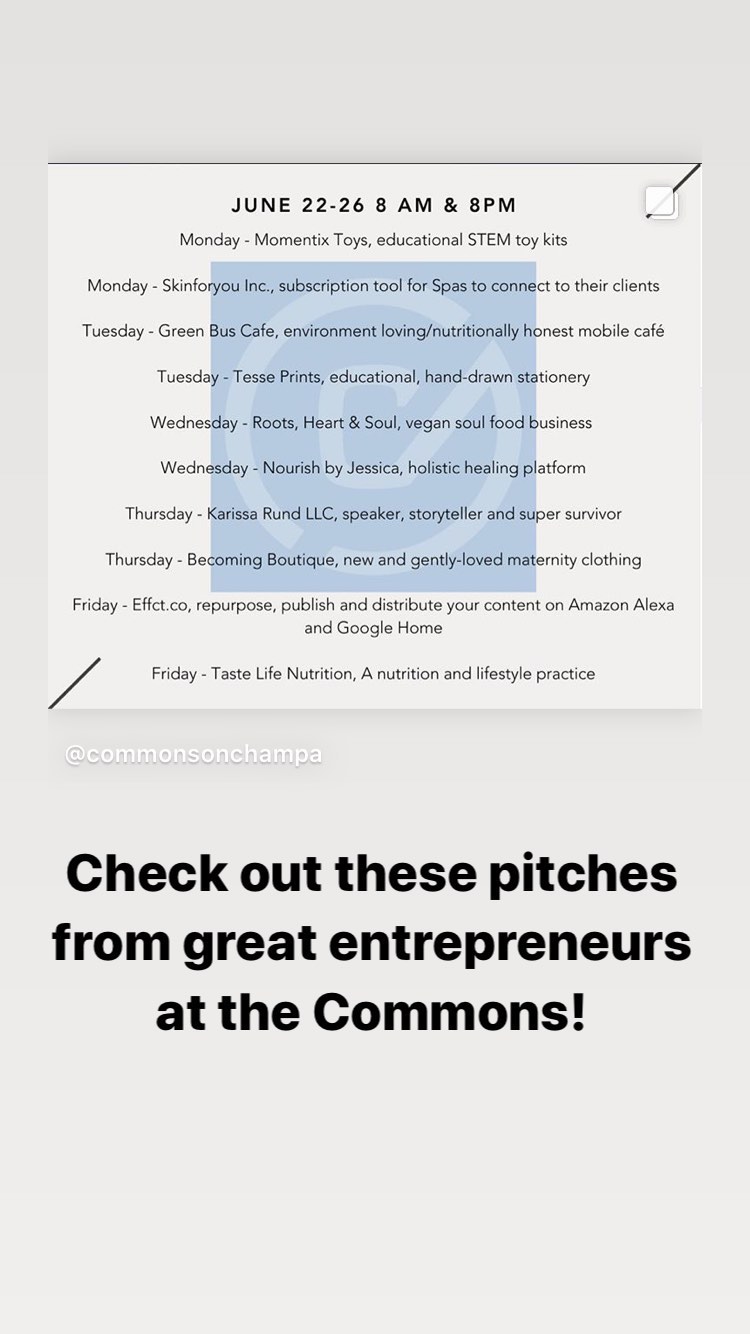 JUNE 22-26 8 AM & 8PM
Monday - Momentix Toys, educational STEM toy kits
Monday - Skinforyou Inc., subscription tool for Spas to connect to their clients
Tuesday - Green Bus Cafe, environment loving/nutritionally honest mobile café
Tuesday - Tesse Prints, educational, hand-drawn stationery
Wednesday - Roots, Heart & Soul, vegan soul food business
Wednesday - Nourish by Jessica, holistic healing platform
Thursday - Karissa Rund LLC, speaker, storyteller and super survivor
Thursday - Becoming Boutique, new and gently-loved maternity clothing
Friday - Effct.co, repurpose, publish and distribute your content on Amazon Alexa
and Google Home
Friday - Taste Life Nutrition, A nutrition and lifestyle practice
@commonsonchampa
Check out these pitches
from great entrepreneurs
at the Commons!